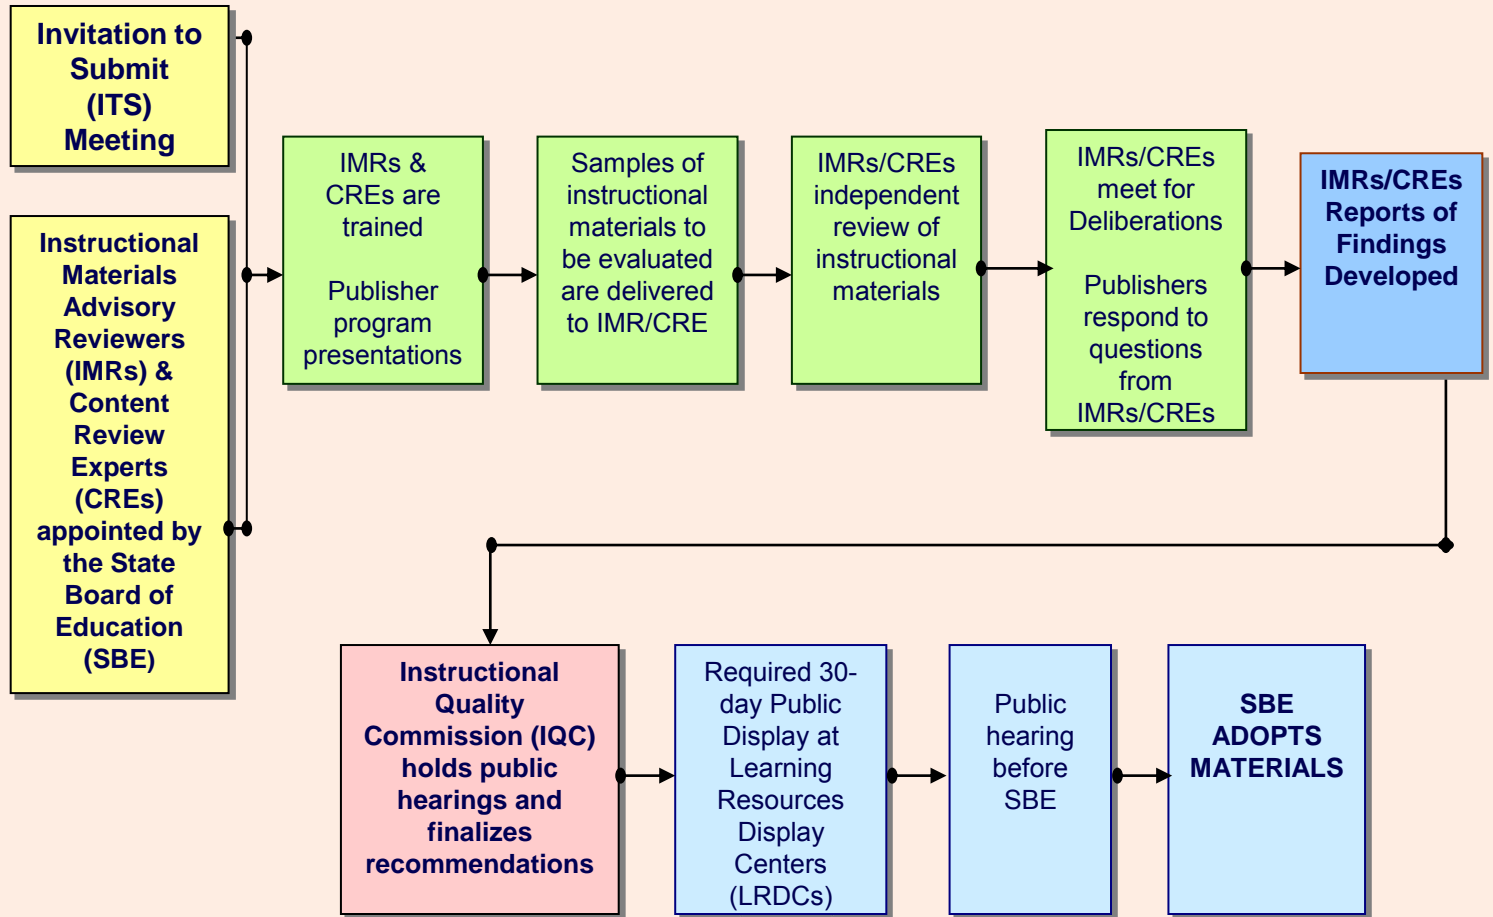 Invitation to
Submit
(ITS)
Meeting
Instructional
Materials
Advisory
Reviewers
(IMRs) &
Content
Review
Experts
(CREs)
appointed by
the State
Board of
Education
(SBE)
IMRs &
CREs are
trained
Publisher
program
presentations
Samples of
instructional
materials to
be evaluated
are delivered
to IMR/CRE
IMRs/CREs
independent
review of
instructional
materials
IMRs/CREs
meet for
Deliberations
Publishers
respond to
questions
from
IMRs/CREs
IMRs/CREs
Reports of
Findings
Developed
Instructional
Quality
Commission (IQC)
holds public
hearings and
finalizes
recommendations
Required 30-
day Public
Display at
Learning
Resources
Display
Centers
(LRDCs)
Public
hearing
before
SBE
SBE
ADOPTS
MATERIALS